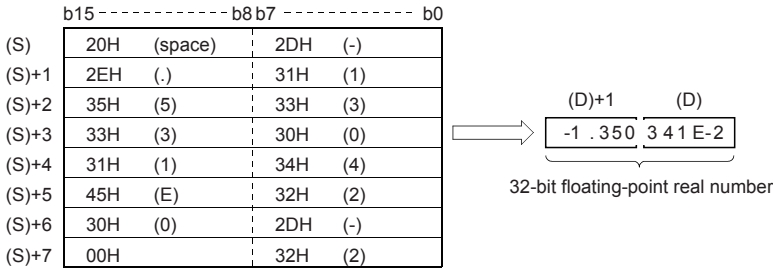 b15 b8 b7 b0
(S) 20H (space) 2DH (-)
(S)+1 2EH (.) 31H (1)
(S)+2 35H (5) 33H (3)
(S)+3 33H (3) 30H (0)
(S)+4 31H (1) 34H (4)
(S)+5 45H (E) 32H (2)
(S)+6 30H (0) 2DH (-)
(S)+7 00H 32H (2)
(D)+1 (D)
-1 . 350 3 4 1 E-2
32-bit floating-point real number